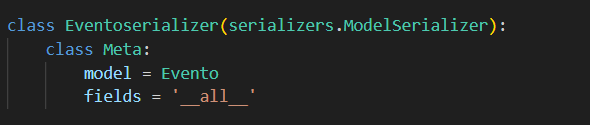 class Eventoserializer(serializers.ModelSerializer):
    class Meta:
        model = Evento
        fields = '__all__'